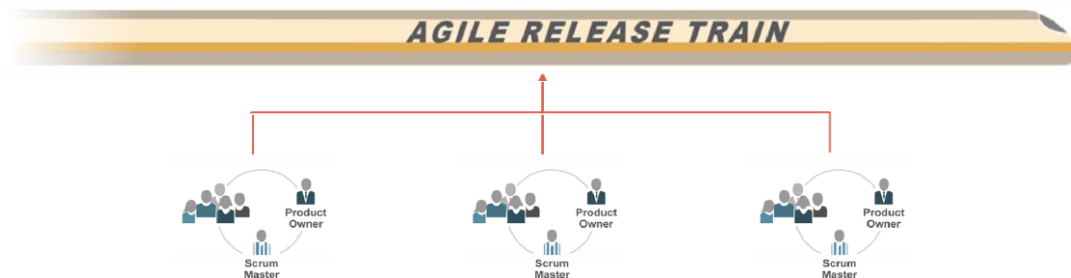 AGILE RELEASE TRAIN
Product
Owner
Scrum
Master
Product
Owner
Scrum
Master
Product
Owner
Scrum
Master